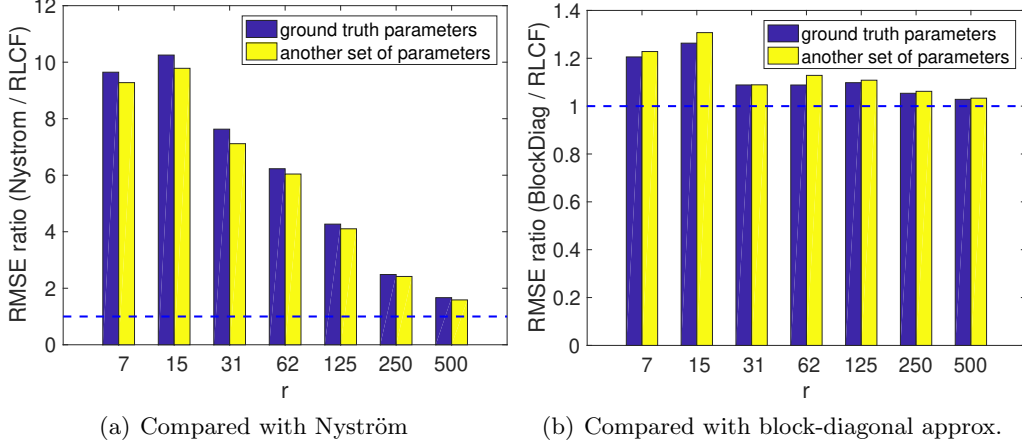 ground truth parameters
another set of parameters
RMSE ratio (Nystrom / RLCF)
12
10
8
6
4
2
0
7 15 31 62 125 250 500
r
(a) Compared with Nyström
ground truth parameters
another set of parameters
RMSE ratio (BlockDiag / RLCF)
1.4
1.2
1
0.8
0.6
0.4
0.2
0
7 15 31 62 125 250 500
r
(b) Compared with block-diagonal approx.